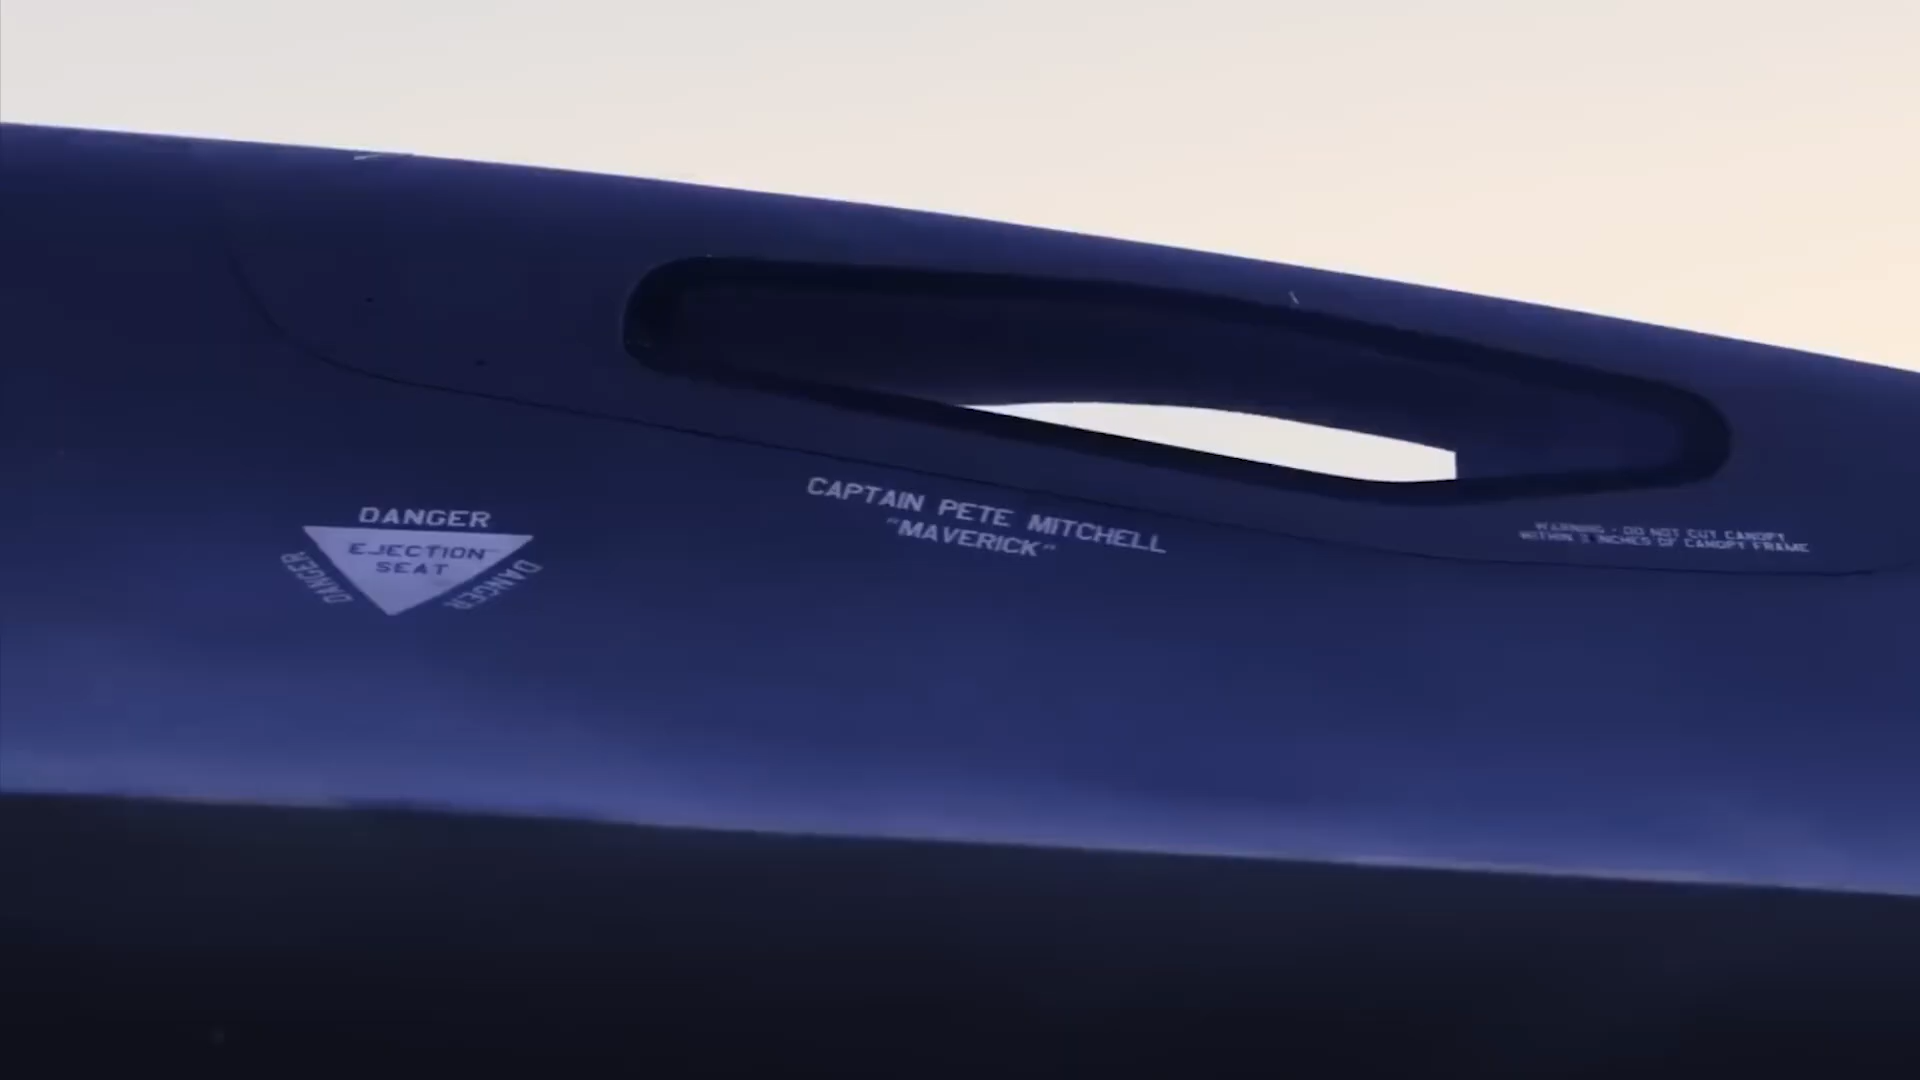 DANGER
EJECTION
SEAT
DANGER
DANGER
CAPTAIN PETE MITCHELL
"MAVERICK"
WARNING - DO NOT CUT CANOPY
WITHIN 3 INCHES OF CANOPY FRAME